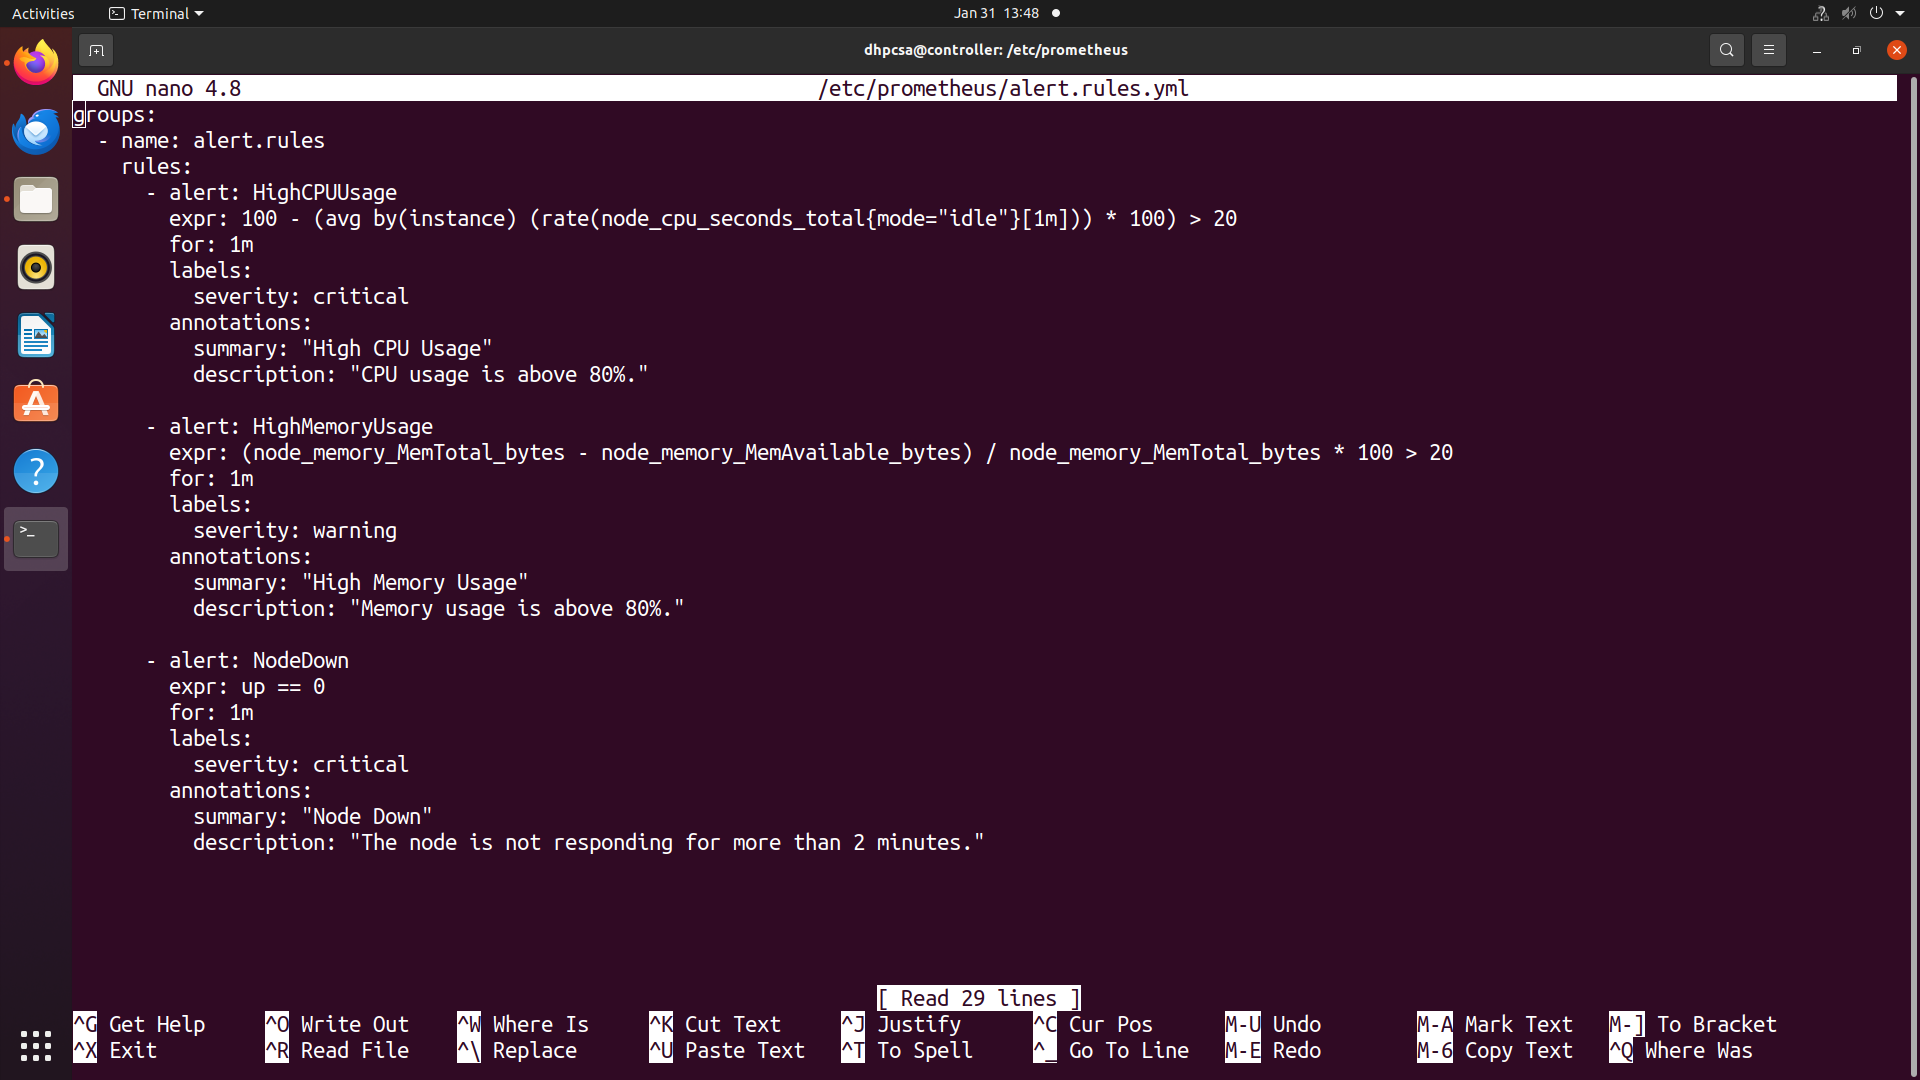 Activities Terminal Jan 31 13:48
dhpcsa@controller: /etc/prometheus
GNU nano 4.8 /etc/prometheus/alert.rules.yml
groups:
  - name: alert.rules
    rules:
      - alert: HighCPUUsage
        expr: 100 - (avg by(instance) (rate(node_cpu_seconds_total{mode="idle"}[1m])) * 100) > 20
        for: 1m
        labels:
          severity: critical
        annotations:
          summary: "High CPU Usage"
          description: "CPU usage is above 80%."
      - alert: HighMemoryUsage
        expr: (node_memory_MemTotal_bytes - node_memory_MemAvailable_bytes) / node_memory_MemTotal_bytes * 100 > 20
        for: 1m
        labels:
          severity: warning
        annotations:
          summary: "High Memory Usage"
          description: "Memory usage is above 80%."
      - alert: NodeDown
        expr: up == 0
        for: 1m
        labels:
          severity: critical
        annotations:
          summary: "Node Down"
          description: "The node is not responding for more than 2 minutes."
[ Read 29 lines ]
^G Get Help ^O Write Out ^W Where Is ^K Cut Text ^J Justify ^C Cur Pos M-U Undo M-A Mark Text M-] To Bracket
^X Exit ^R Read File ^\ Replace ^U Paste Text ^T To Spell ^_ Go To Line M-E Redo M-6 Copy Text ^Q Where Was